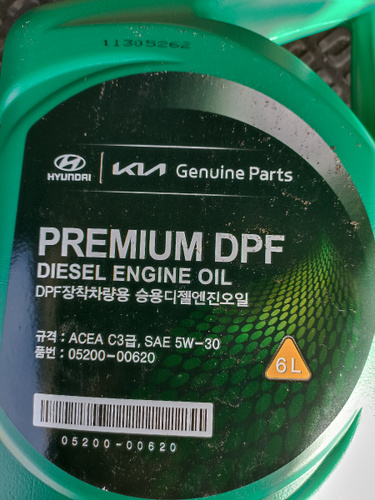 11305262
HYUNDAI | KIA Genuine Parts
PREMIUM DPF
DIESEL ENGINE OIL
DPF장착차량용 승용디젤엔진오일
규격 : ACEA C3급, SAE 5W-30
품번 : 05200-00620
6L
05200-00620